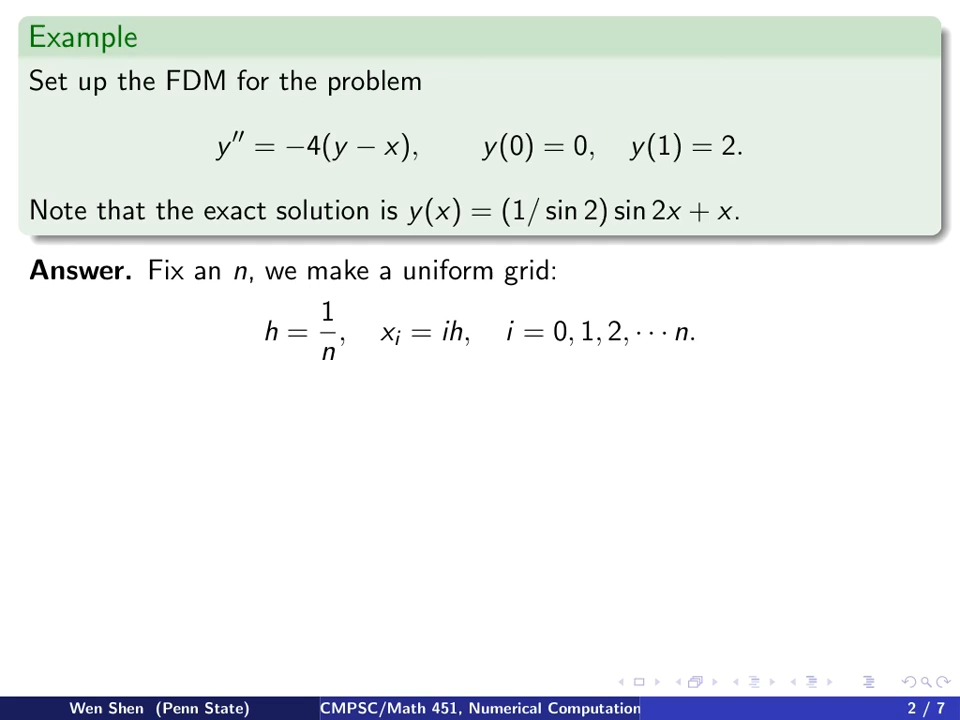 Example
Set up the FDM for the problem
y″ = −4(y − x), y(0) = 0, y(1) = 2.
Note that the exact solution is y(x) = (1/ sin 2) sin 2x + x.
Answer. Fix an n, we make a uniform grid:
h = 1/n, xᵢ = ih, i = 0, 1, 2, ⋯ n.
Wen Shen (Penn State) CMPSC/Math 451, Numerical Computation 2 / 7